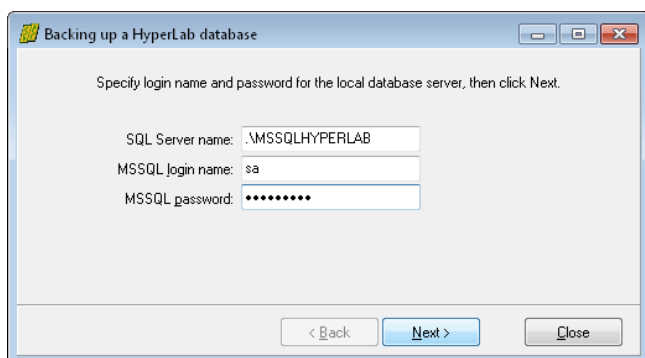 Backing up a HyperLab database
Specify login name and password for the local database server, then click Next.
SQL Server name: .\MSSQLHYPERLAB
MSSQL login name: sa
MSSQL password: •••••••••
< Back Next > Close